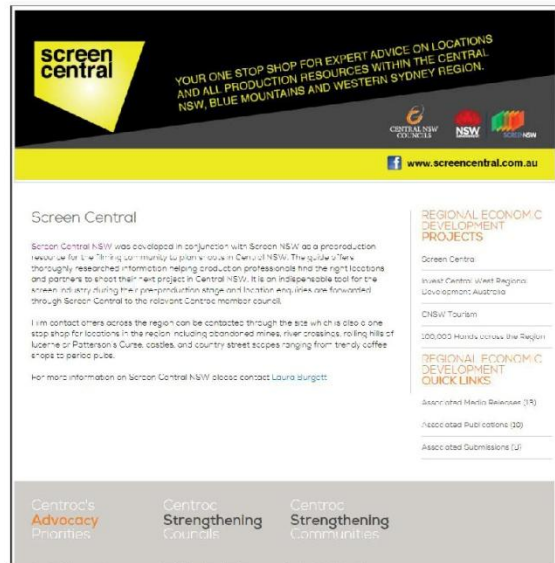 screen
central
YOUR ONE STOP SHOP FOR EXPERT ADVICE ON LOCATIONS
AND ALL PRODUCTION RESOURCES WITHIN THE CENTRAL
NSW, BLUE MOUNTAINS AND WESTERN SYDNEY REGION.
CENTRAL NSW
COUNCILS
NSW
SCREEN NSW
f www.screencentral.com.au
Screen Central
Screen Central NSW was developed in conjunction with Screen NSW as a preproduction
resource for the filming community to plan shoots in Central NSW. The guide offers
thoroughly researched information helping production professionals find the right locations
and partners to shoot their next project in Central NSW. It is an indispensable tool for the
screen industry during their pre-production stage and location enquiries are forwarded
through Screen Central to the relevant Centroc member council.
Film contact offers across the region can be contacted through the site which is also a one
stop shop for locations in the region including abandoned mines, river crossings, rolling hills of
lucerne or Patterson's Curse, castles, and country street scapes ranging from trendy coffee
shops to period pubs.
For more information on Screen Central NSW please contact Laura Burgett
REGIONAL ECONOMIC
DEVELOPMENT
PROJECTS
Screen Central
Invest Central West Regional
Development Australia
CNSW Tourism
100,000 Hands across the Region
REGIONAL ECONOMIC
DEVELOPMENT
QUICK LINKS
Associated Media Releases (13)
Associated Publications (10)
Associated Submissions (1)
Centroc's
Advocacy
Priorities
Centroc
Strengthening
Councils
Centroc
Strengthening
Communities